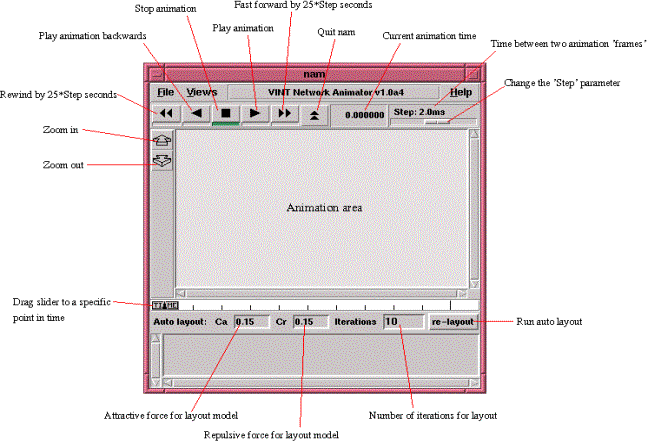 Fast forward by 25*Step seconds
Stop animation
Play animation
Quit nam
Play animation backwards
Current animation time
Time between two animation "frames"
nam
Change the "Step" parameter
File Views VINT Network Animator v1.0a4 Help
Rewind by 25*Step seconds
0.000000
Step: 2.0ms
Zoom in
Zoom out
Animation area
Drag slider to a specific
point in time
TIME
Auto layout: Ca 0.15 Cr 0.15 Iterations 10 re-layout
Run auto layout
Attractive force for layout model
Number of iterations for layout
Repulsive force for layout model